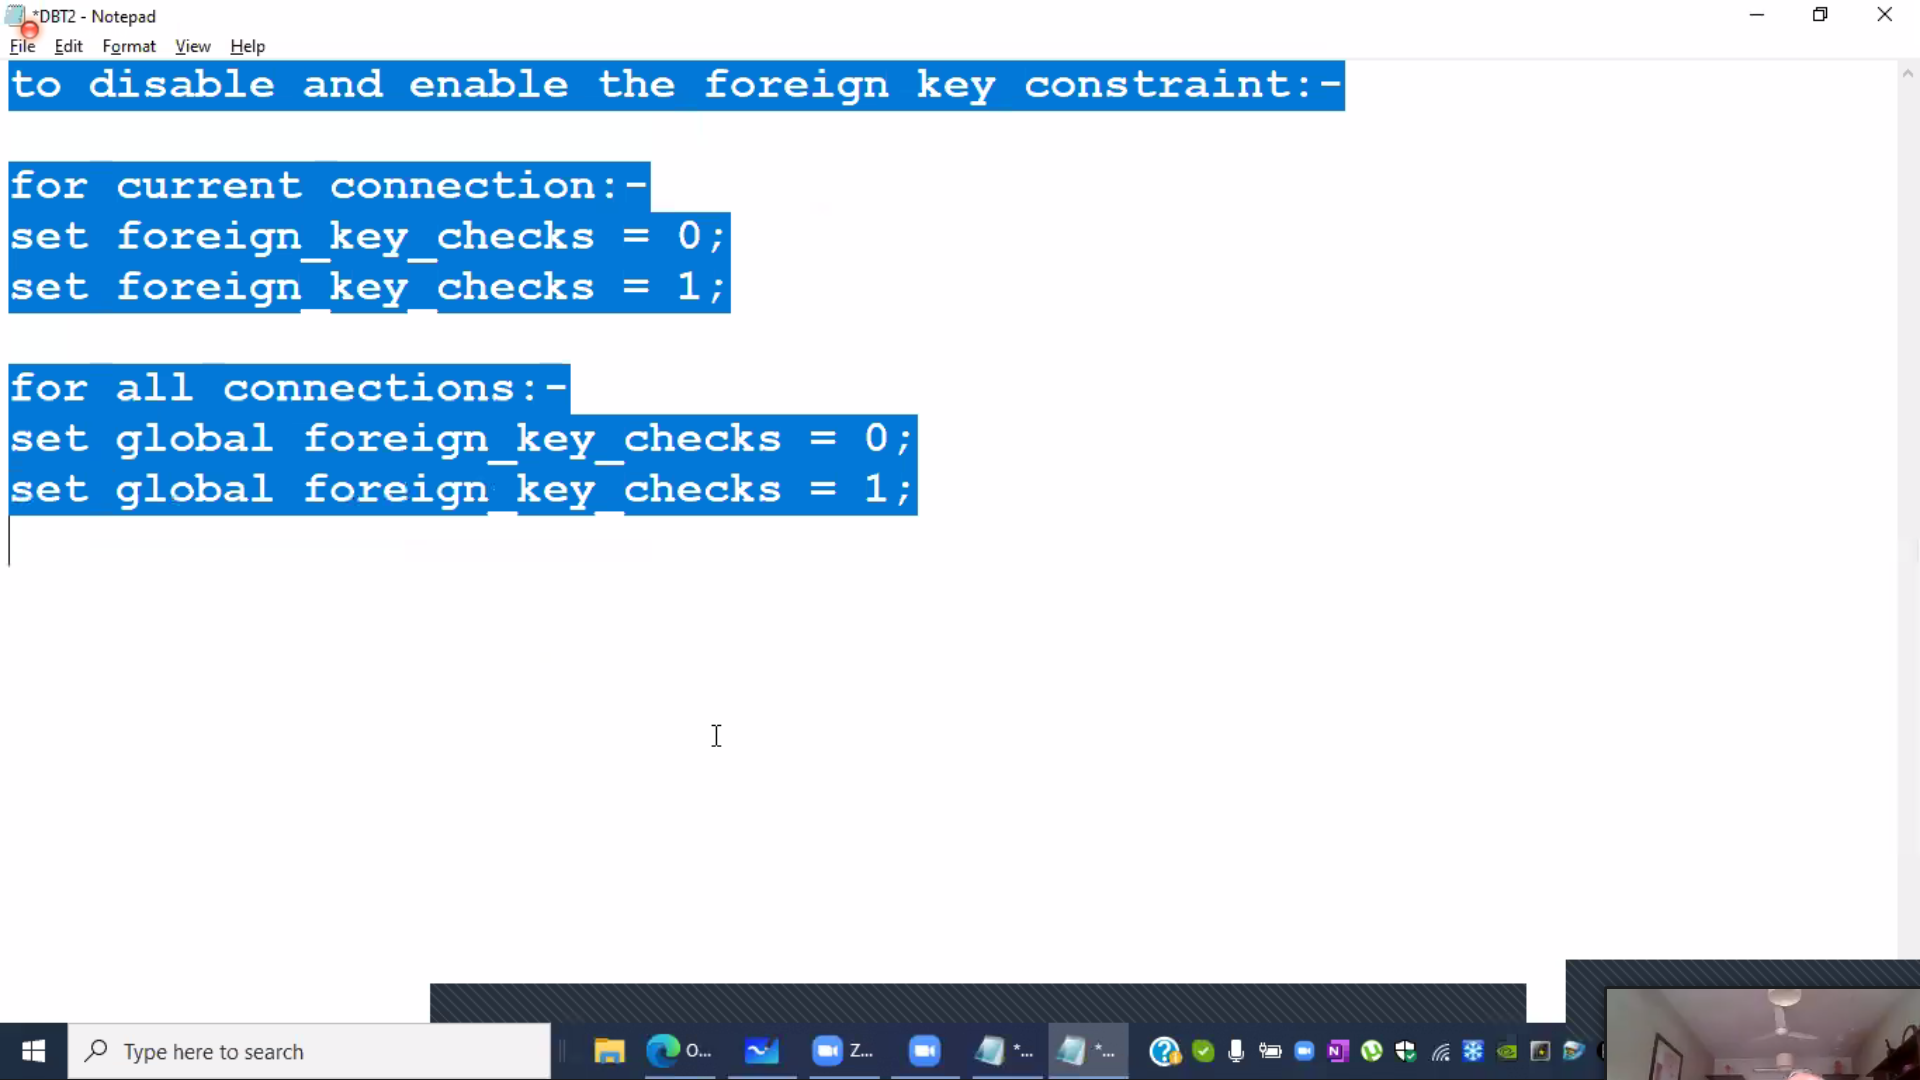 *DBT2 - Notepad
File Edit Format View Help
to disable and enable the foreign key constraint:-
for current connection:-
set foreign_key_checks = 0;
set foreign_key_checks = 1;
for all connections:-
set global foreign_key_checks = 0;
set global foreign_key_checks = 1;
Type here to search
O...
Z...
*...
*...